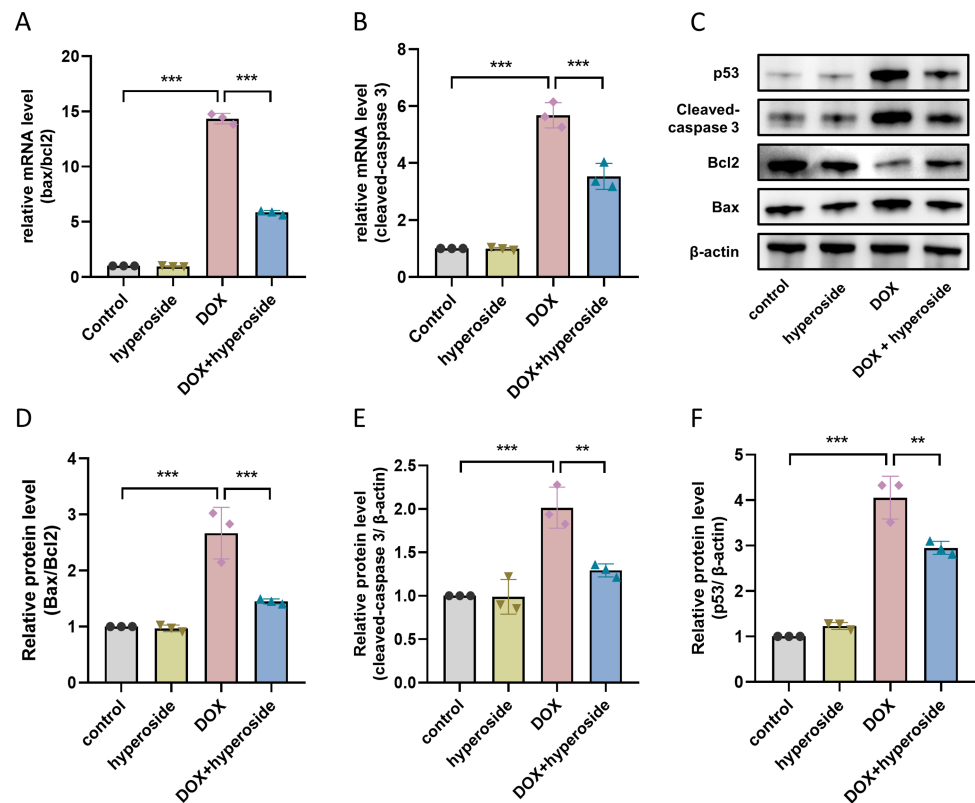 A
relative mRNA level
(bax/bcl2)
20
15
10
5
0
***
***
Control
hyperoside
DOX
DOX+hyperoside
B
relative mRNA level
(cleaved-caspase 3)
8
6
4
2
0
***
***
Control
hyperoside
DOX
DOX+hyperoside
C
p53
Cleaved-
caspase 3
Bcl2
Bax
β-actin
control
hyperoside
DOX
DOX + hyperoside
D
Relative protein level
(Bax/Bcl2)
4
3
2
1
0
***
***
control
hyperoside
DOX
DOX+hyperoside
E
Relative protein level
(cleaved-caspase 3/ β-actin)
2.5
2.0
1.5
1.0
0.5
0.0
***
**
control
hyperoside
DOX
DOX+hyperoside
F
Relative protein level
(p53/ β-actin)
5
4
3
2
1
0
***
**
control
hyperoside
DOX
DOX+hyperoside